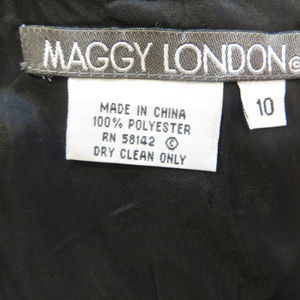 MAGGY LONDON©
10
MADE IN CHINA
100% POLYESTER
RN 58142 ©
DRY CLEAN ONLY